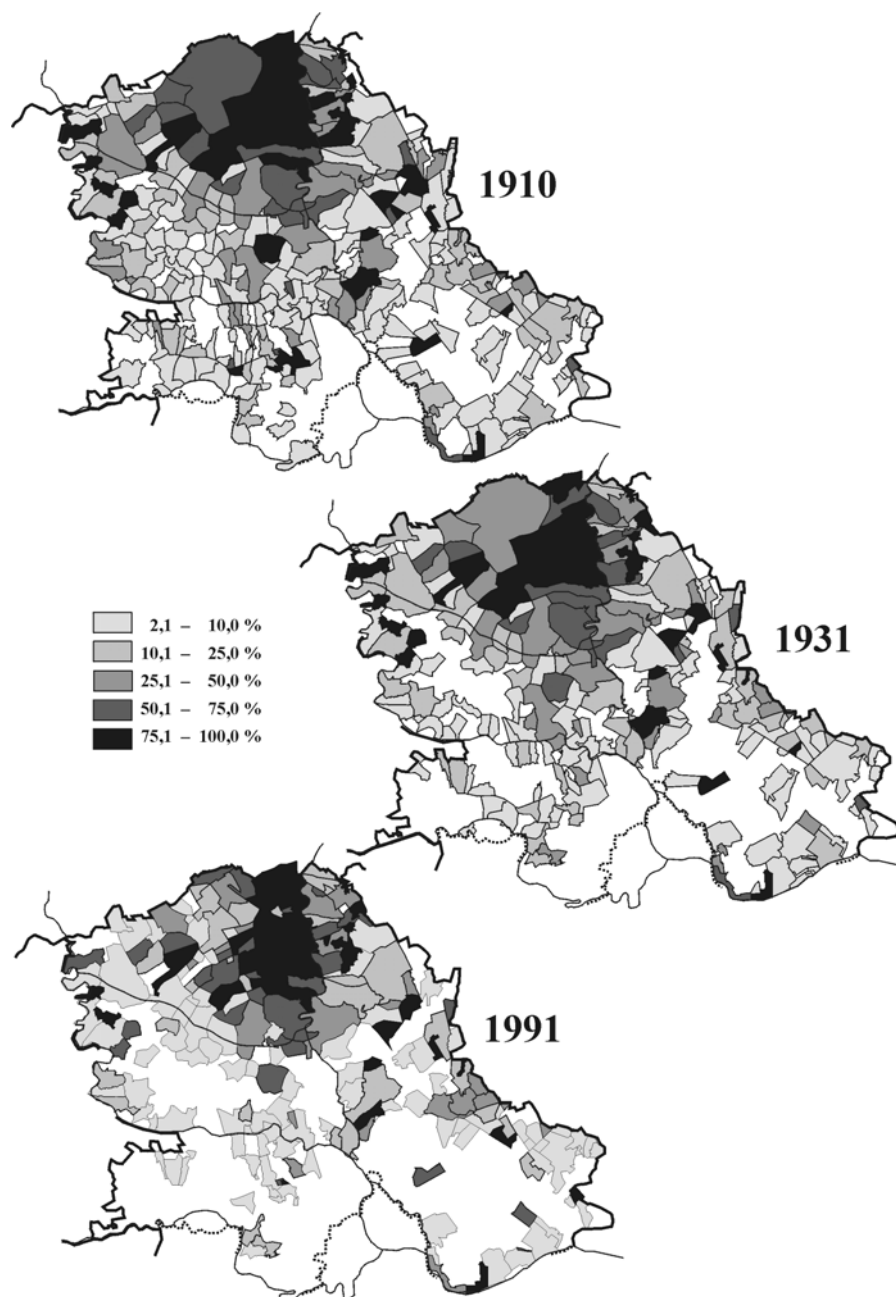 1910
1931
2,1 – 10,0 %
10,1 – 25,0 %
25,1 – 50,0 %
50,1 – 75,0 %
75,1 – 100,0 %
1991